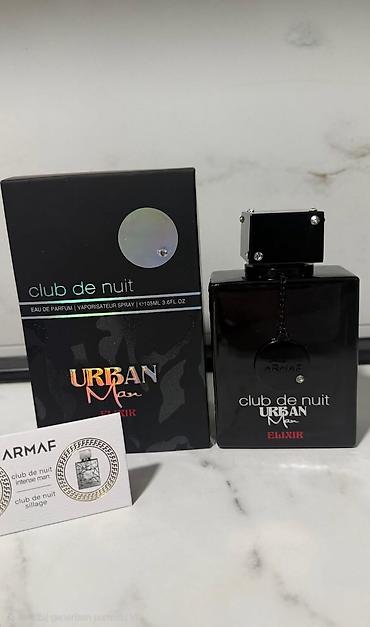 club de nuit
EAU DE PARFUM | VAPORISATEUR SPRAY | ℮105ML 3.6FL.OZ
URBAN
Man
ELIXIR
ARMAF
club de nuit
URBAN
Man
ELIXIR
ARMAF
club de nuit
intense man
club de nuit
sillage